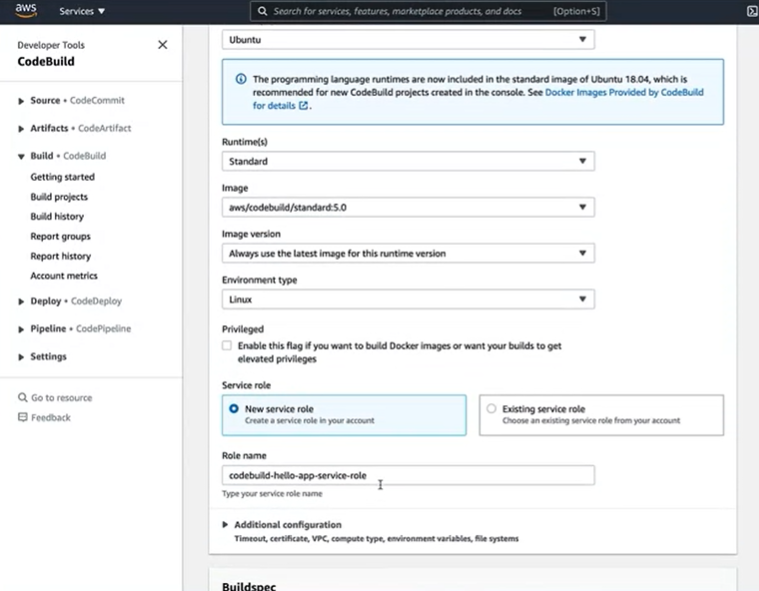 aws
Services
Search for services, features, marketplace products, and docs [Option+S]
Developer Tools
CodeBuild
Source • CodeCommit
Artifacts • CodeArtifact
Build • CodeBuild
Getting started
Build projects
Build history
Report groups
Report history
Account metrics
Deploy • CodeDeploy
Pipeline • CodePipeline
Settings
Go to resource
Feedback
Ubuntu
The programming language runtimes are now included in the standard image of Ubuntu 18.04, which is
recommended for new CodeBuild projects created in the console. See Docker Images Provided by CodeBuild
for details.
Runtime(s)
Standard
Image
aws/codebuild/standard:5.0
Image version
Always use the latest image for this runtime version
Environment type
Linux
Privileged
Enable this flag if you want to build Docker images or want your builds to get
elevated privileges
Service role
New service role
Create a service role in your account
Existing service role
Choose an existing service role from your account
Role name
codebuild-hello-app-service-role
Type your service role name
Additional configuration
Timeout, certificate, VPC, compute type, environment variables, file systems
Buildspec